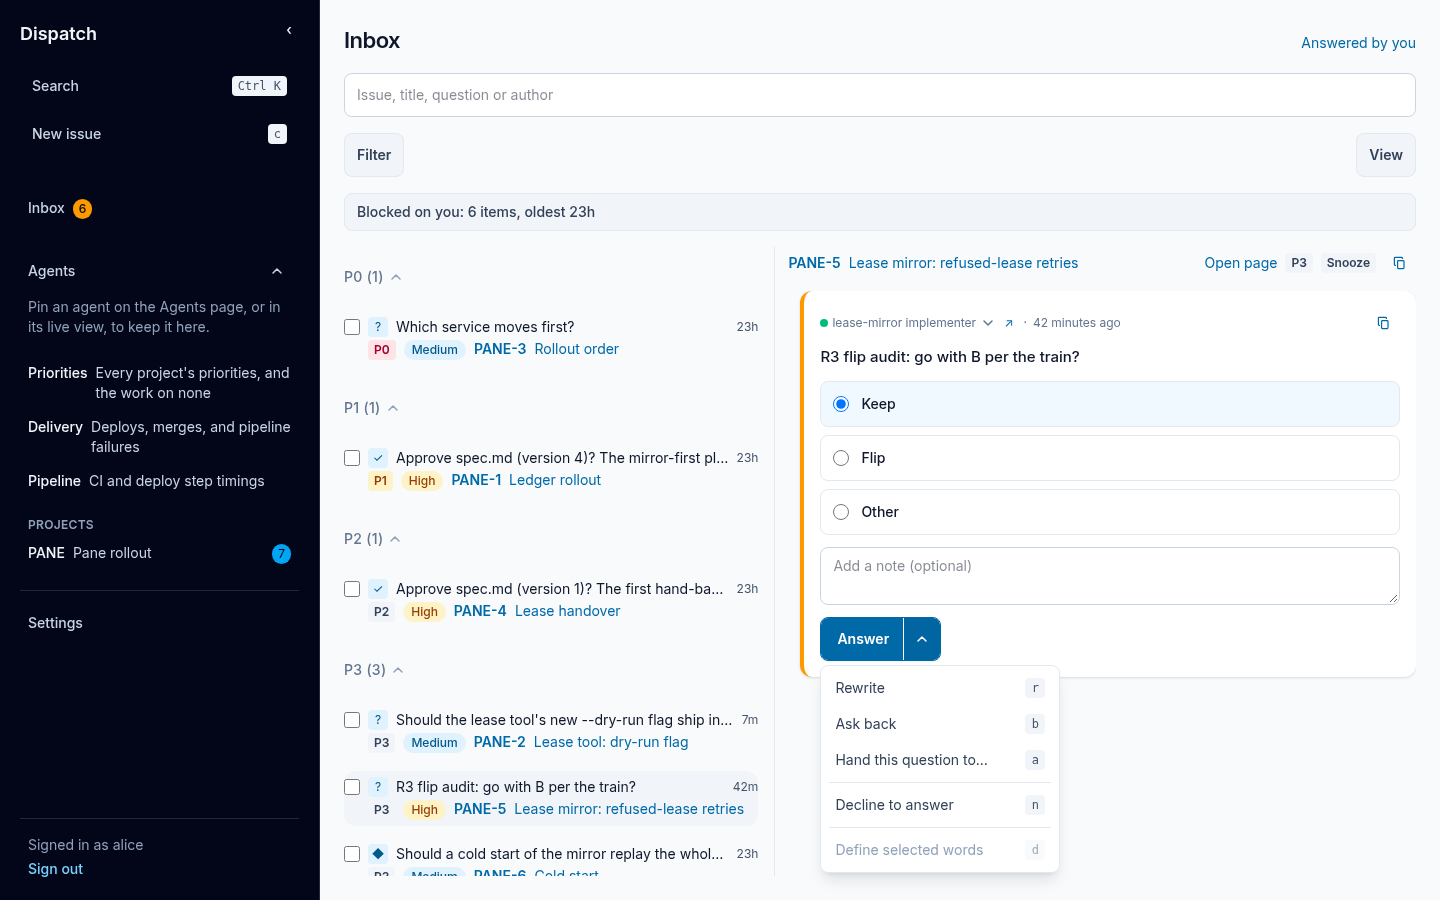 Dispatch
Search Ctrl K
New issue c
Inbox 6
Agents
Pin an agent on the Agents page, or in
its live view, to keep it here.
Priorities Every project's priorities, and
the work on none
Delivery Deploys, merges, and pipeline
failures
Pipeline CI and deploy step timings
PROJECTS
PANE Pane rollout 7
Settings
Signed in as alice
Sign out
Inbox
Answered by you
Issue, title, question or author
Filter
View
Blocked on you: 6 items, oldest 23h
P0 (1)
? Which service moves first? 23h
P0 Medium PANE-3 Rollout order
P1 (1)
Approve spec.md (version 4)? The mirror-first pl... 23h
P1 High PANE-1 Ledger rollout
P2 (1)
Approve spec.md (version 1)? The first hand-ba... 23h
P2 High PANE-4 Lease handover
P3 (3)
? Should the lease tool's new --dry-run flag ship in... 7m
P3 Medium PANE-2 Lease tool: dry-run flag
? R3 flip audit: go with B per the train? 42m
P3 High PANE-5 Lease mirror: refused-lease retries
Should a cold start of the mirror replay the whol... 23h
P3 Medium PANE-6 Cold start
PANE-5 Lease mirror: refused-lease retries
Open page P3 Snooze
lease-mirror implementer · 42 minutes ago
R3 flip audit: go with B per the train?
Keep
Flip
Other
Add a note (optional)
Answer
Rewrite r
Ask back b
Hand this question to... a
Decline to answer n
Define selected words d